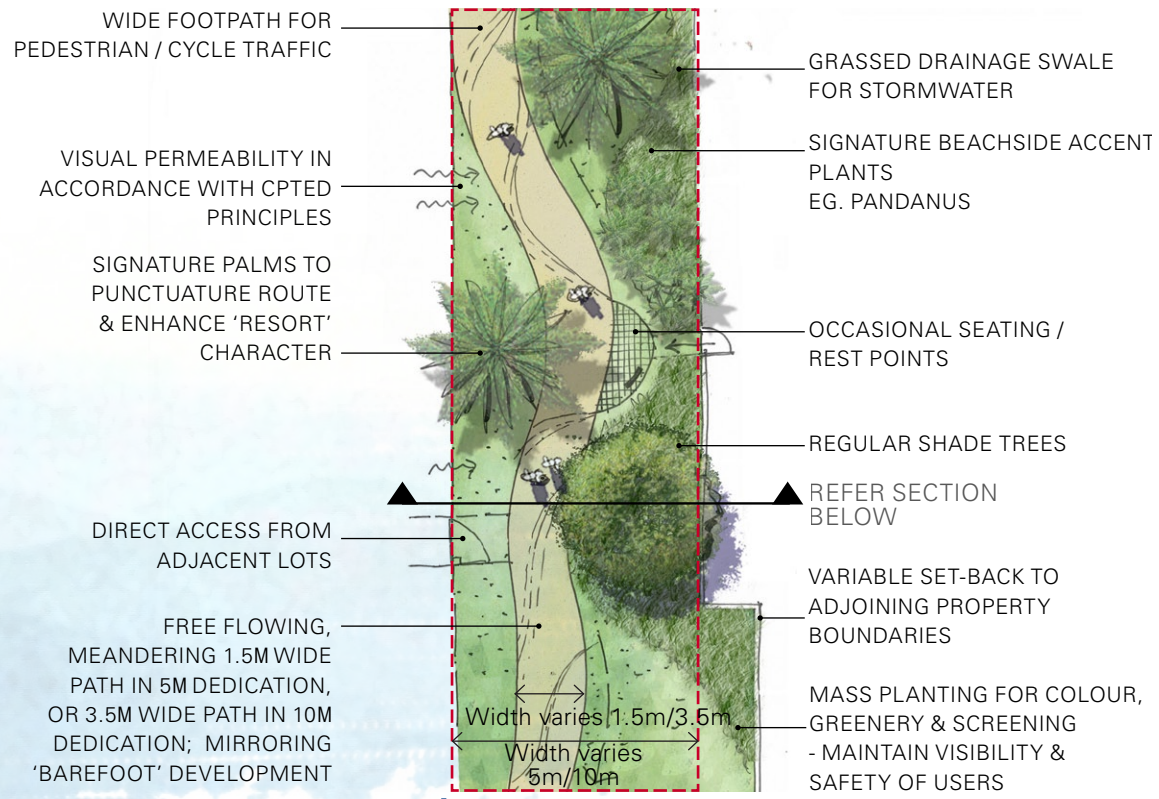 WIDE FOOTPATH FOR
PEDESTRIAN / CYCLE TRAFFIC
VISUAL PERMEABILITY IN
ACCORDANCE WITH CPTED
PRINCIPLES
SIGNATURE PALMS TO
PUNCTUATURE ROUTE
& ENHANCE ‘RESORT’
CHARACTER
DIRECT ACCESS FROM
ADJACENT LOTS
FREE FLOWING,
MEANDERING 1.5M WIDE
PATH IN 5M DEDICATION,
OR 3.5M WIDE PATH IN 10M
DEDICATION; MIRRORING
‘BAREFOOT’ DEVELOPMENT
Width varies 1.5m/3.5m
Width varies
5m/10m
GRASSED DRAINAGE SWALE
FOR STORMWATER
SIGNATURE BEACHSIDE ACCENT
PLANTS
EG. PANDANUS
OCCASIONAL SEATING /
REST POINTS
REGULAR SHADE TREES
REFER SECTION
BELOW
VARIABLE SET-BACK TO
ADJOINING PROPERTY
BOUNDARIES
MASS PLANTING FOR COLOUR,
GREENERY & SCREENING
- MAINTAIN VISIBILITY &
SAFETY OF USERS